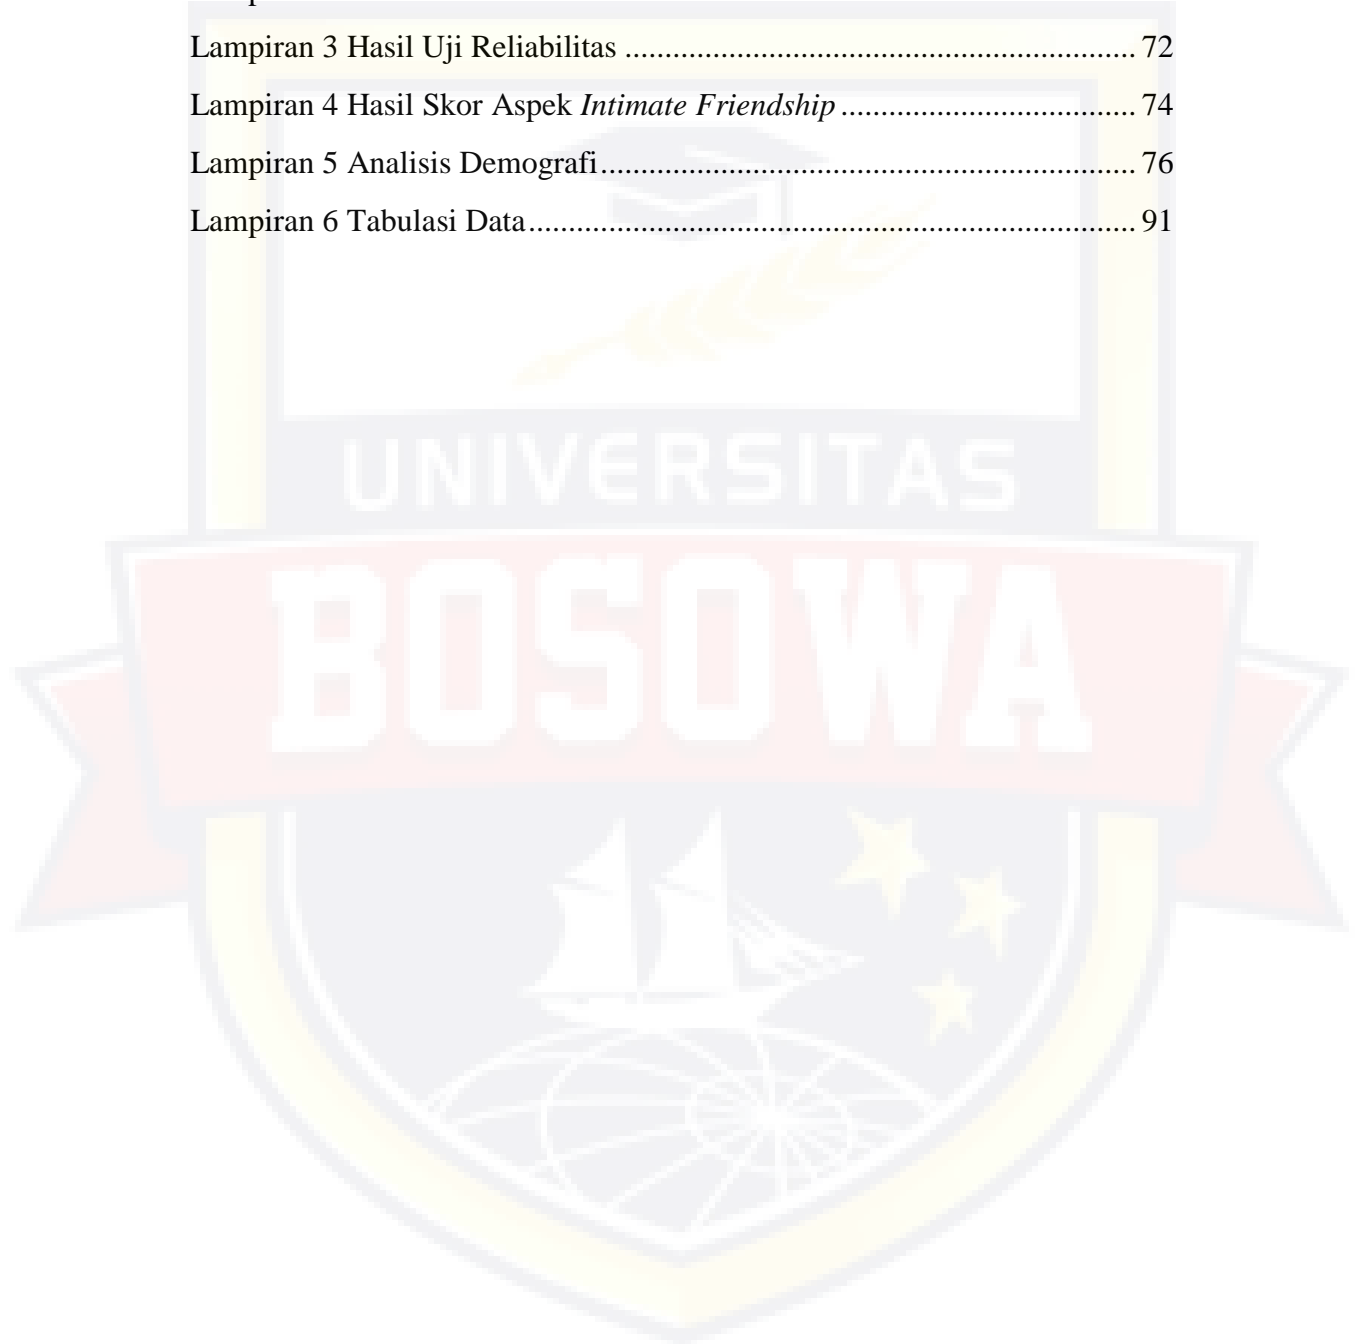 Lampiran 3 Hasil Uji Reliabilitas ................................................................ 72
Lampiran 4 Hasil Skor Aspek Intimate Friendship ..................................... 74
Lampiran 5 Analisis Demografi................................................................... 76
Lampiran 6 Tabulasi Data............................................................................ 91
UNIVERSITAS
BOSOWA